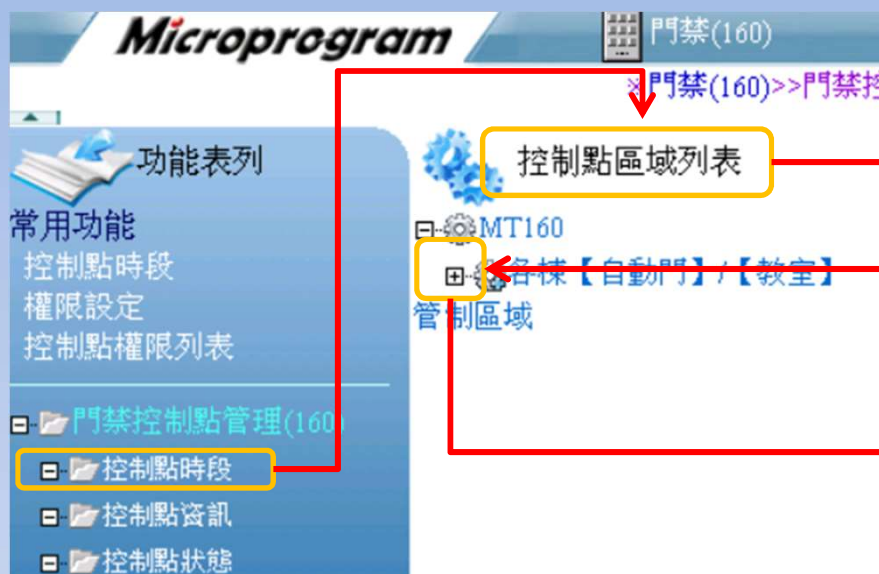 Microprogram
門禁(160)
※門禁(160)>>門禁控
功能表列
常用功能
控制點時段
權限設定
控制點權限列表
門禁控制點管理(160)
控制點時段
控制點資訊
控制點狀態
控制點區域列表
MT160
各棟【自動門】/【教室】
管制區域